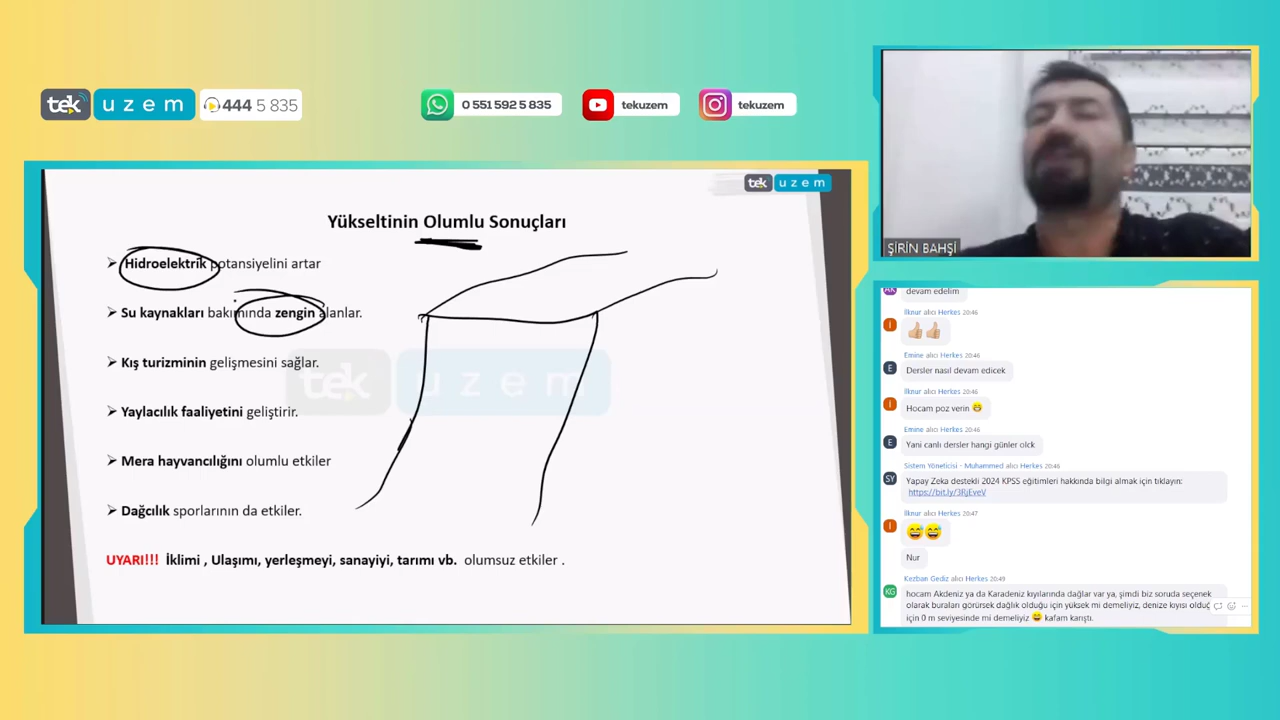 tek uzem 444 5 835
0 551 592 5 835
tekuzem
tekuzem
tek uzem
Yükseltinin Olumlu Sonuçları
➢ Hidroelektrik potansiyelini artar
➢ Su kaynakları bakımında zengin alanlar.
➢ Kış turizminin gelişmesini sağlar.
➢ Yaylacılık faaliyetini geliştirir.
➢ Mera hayvancılığını olumlu etkiler
➢ Dağcılık sporlarının da etkiler.
UYARI!!! İklimi , Ulaşımı, yerleşmeyi, sanayiyi, tarımı vb. olumsuz etkiler .
tek uzem
ŞİRİN BAHŞİ
devam edelim
İlknur alıcı Herkes 20:46
I
Emine alıcı Herkes 20:46
E
Dersler nasıl devam edicek
İlknur alıcı Herkes 20:46
I
Hocam poz verin
Emine alıcı Herkes 20:46
E
Yani canlı dersler hangi günler olck
Sistem Yöneticisi - Muhammed alıcı Herkes 20:46
SY
Yapay Zeka destekli 2024 KPSS eğitimleri hakkında bilgi almak için tıklayın:
https://bit.ly/3RjEveV
İlknur alıcı Herkes 20:47
I
Nur
Kezban Gediz alıcı Herkes 20:49
KG
hocam Akdeniz ya da Karadeniz kıyılarında dağlar var ya, şimdi biz soruda seçenek
olarak buraları görürsek dağlık olduğu için yüksek mi demeliyiz, denize kıyısı olduğ
için 0 m seviyesinde mi demeliyiz kafam karıştı.